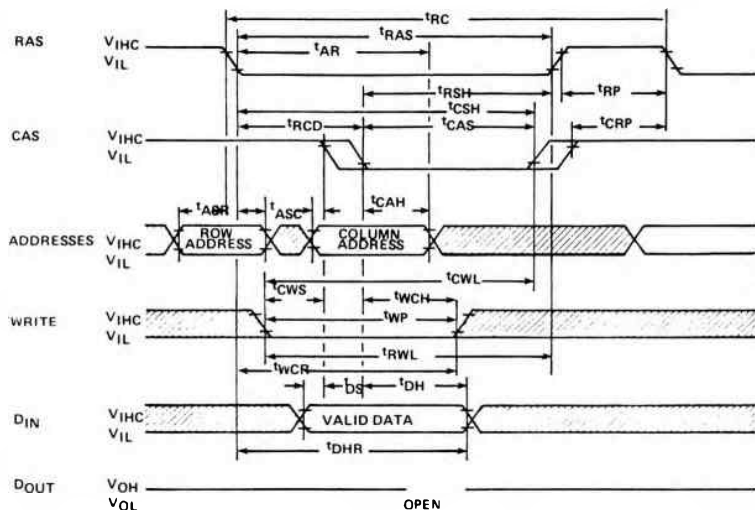 tRC
RAS
VIHC
VIL
tRAS
tAR
tRP
tRSH
tCSH
tRCD
tCAS
tCRP
CAS
VIHC
VIL
tASR
tASC
tCAH
ADDRESSES
VIHC
VIL
ROW
ADDRESS
COLUMN
ADDRESS
tCWL
tCWS
tWCH
WRITE
VIHC
VIL
tWP
tRWL
tWCR
tDS
tDH
DIN
VIHC
VIL
VALID DATA
tDHR
DOUT
VOH
VOL
OPEN